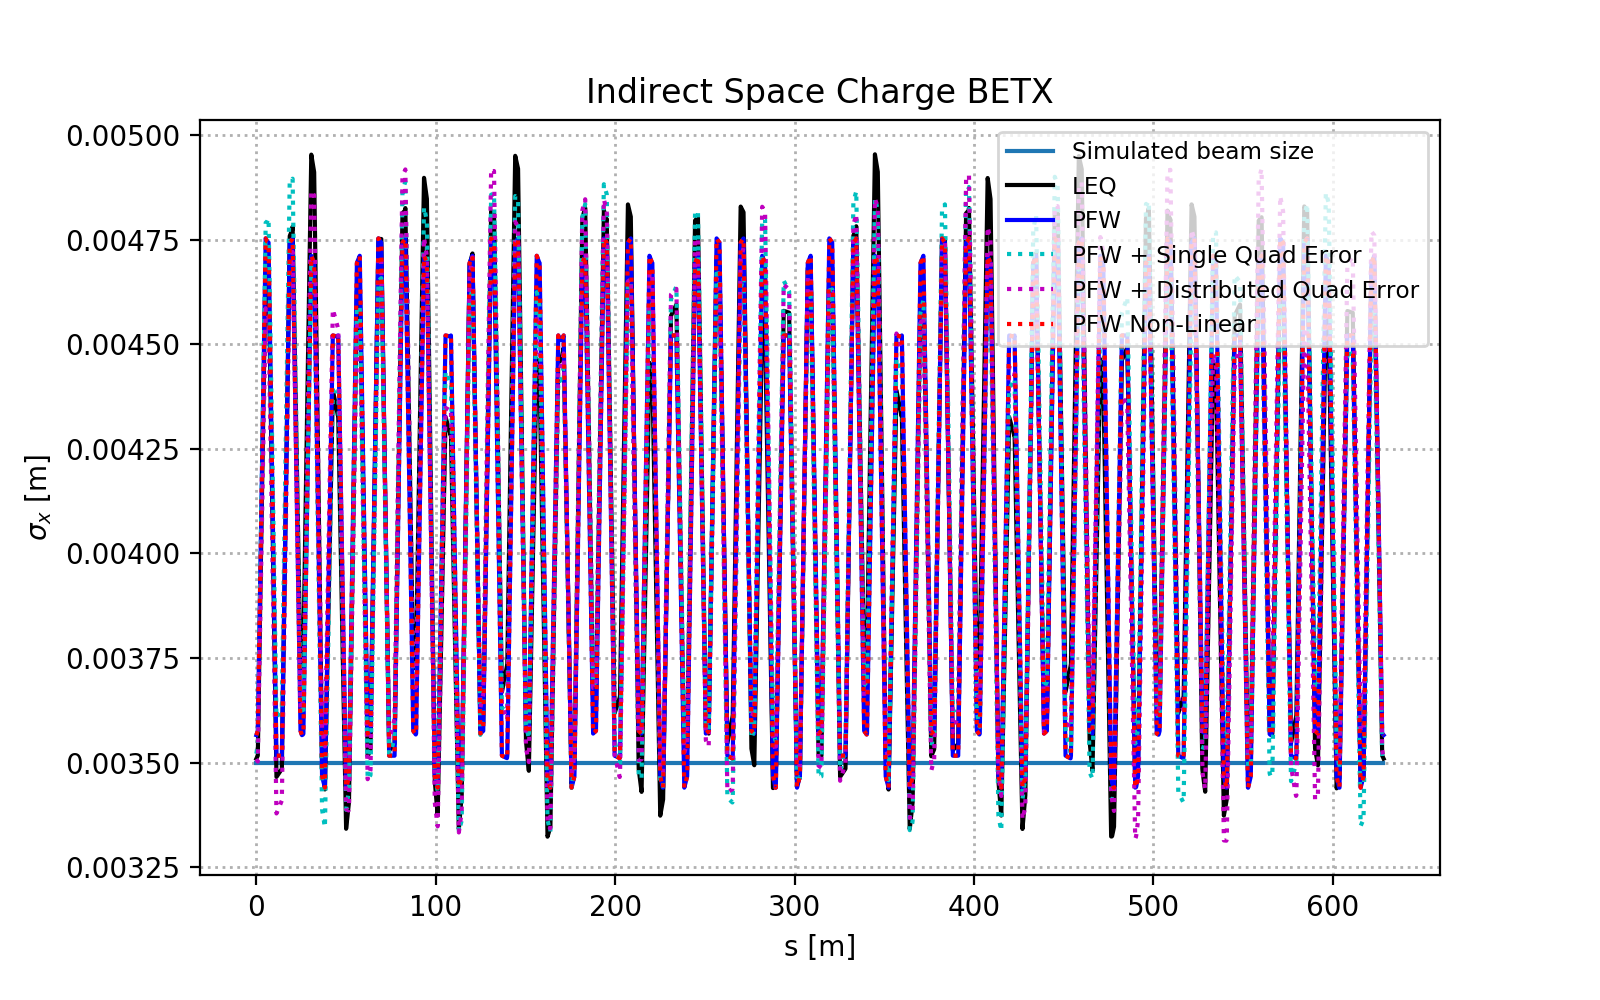 Indirect Space Charge BETX
0.00500
0.00475
0.00450
0.00425
0.00400
0.00375
0.00350
0.00325
σx [m]
Simulated beam size
LEQ
PFW
PFW + Single Quad Error
PFW + Distributed Quad Error
PFW Non-Linear
0 100 200 300 400 500 600
s [m]